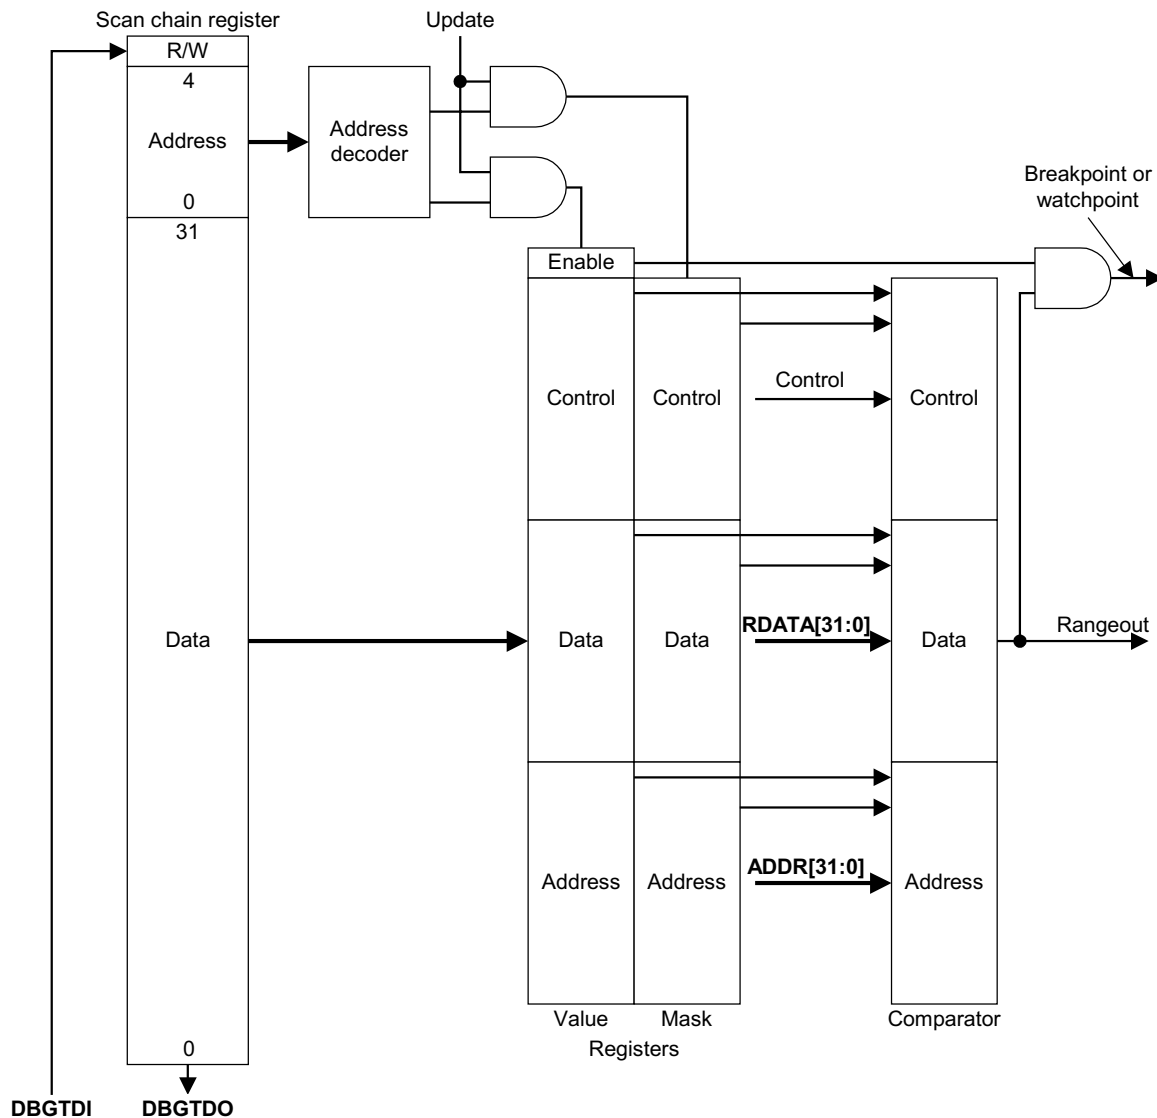 Scan chain register
Update
R/W
4
Address
0
31
Data
0
DBGTDI
DBGTDO
Address
decoder
Breakpoint or
watchpoint
Enable
Control
Control
Control
Control
Data
Data
RDATA[31:0]
Data
Rangeout
Address
Address
ADDR[31:0]
Address
Value
Mask
Registers
Comparator